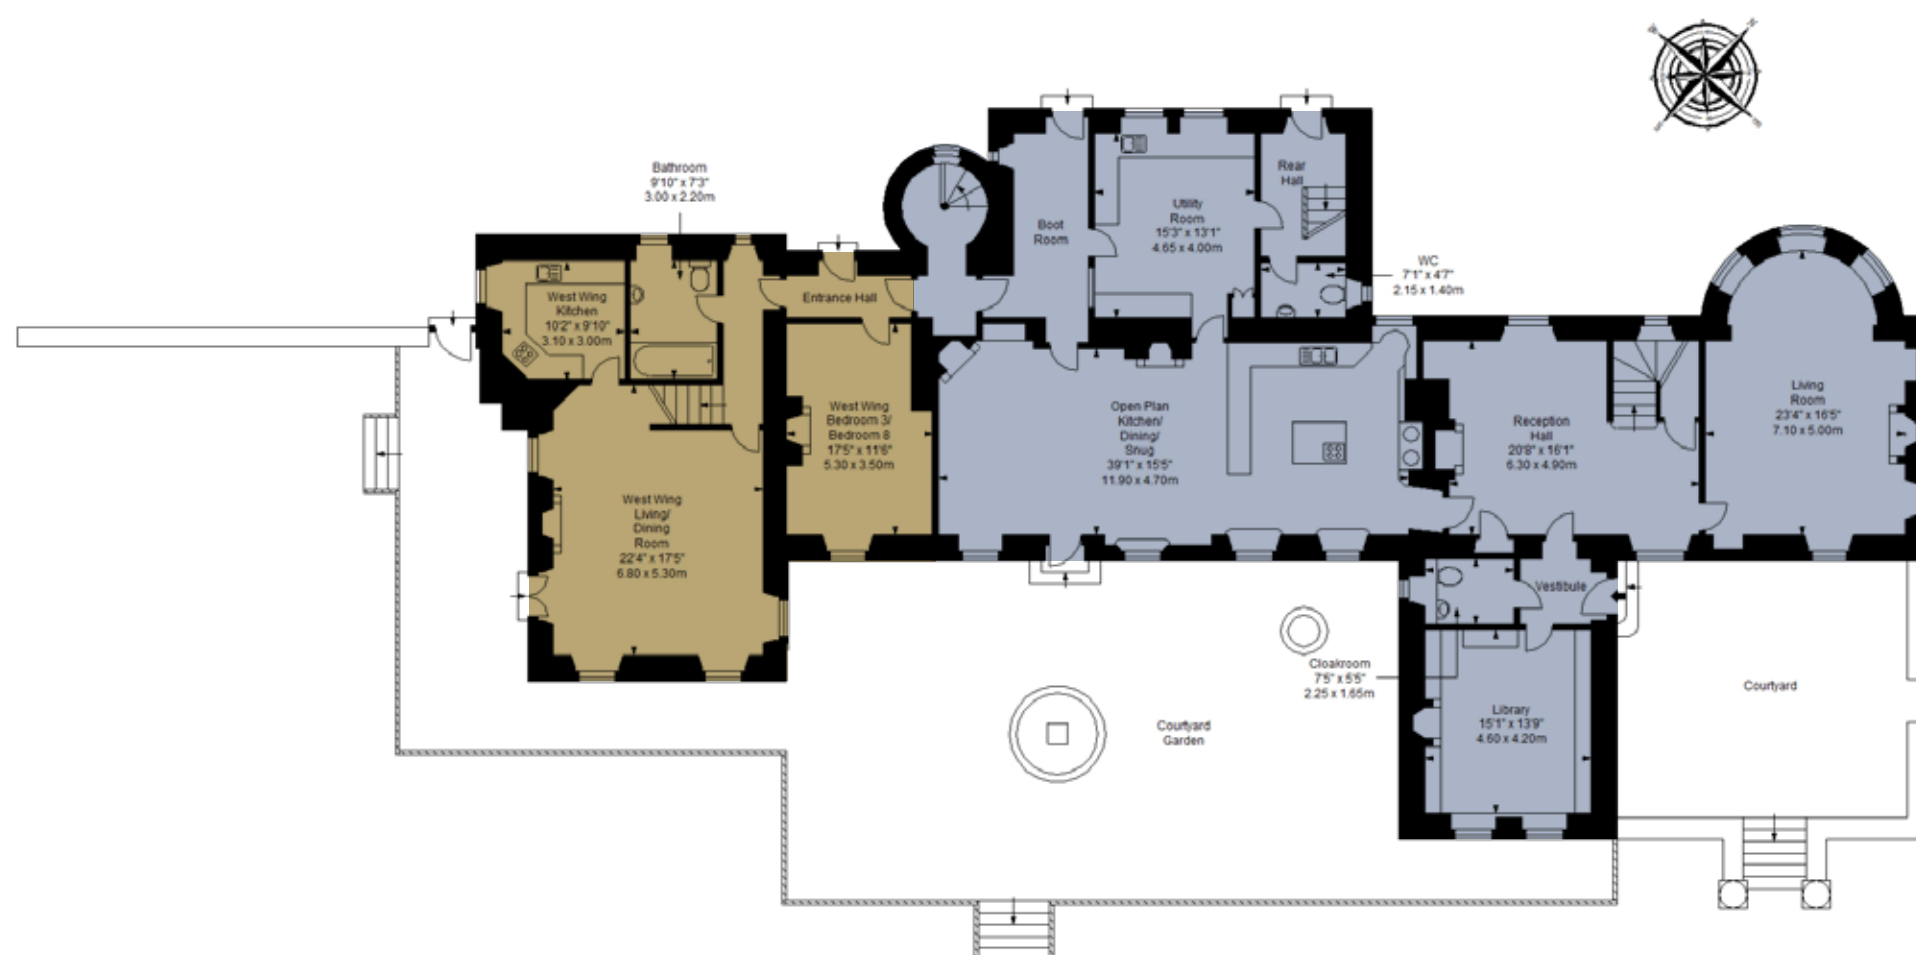 Bathroom
9'10" x 7'3"
3.00 x 2.20m
West Wing
Kitchen
10'2" x 9'10"
3.10 x 3.00m
Entrance Hall
Boot
Room
Utility
Room
15'3" x 13'1"
4.65 x 4.00m
Rear
Hall
WC
7'1" x 4'7"
2.15 x 1.40m
West Wing
Bedroom 3/
Bedroom 8
17'5" x 11'6"
5.30 x 3.50m
Open Plan
Kitchen/
Dining/
Snug
39'1" x 15'5"
11.90 x 4.70m
Reception
Hall
20'8" x 16'1"
6.30 x 4.90m
Living
Room
23'4" x 16'5"
7.10 x 5.00m
West Wing
Living/
Dining
Room
22'4" x 17'5"
6.80 x 5.30m
Vestibule
Cloakroom
7'5" x 5'5"
2.25 x 1.65m
Library
15'1" x 13'9"
4.60 x 4.20m
Courtyard
Garden
Courtyard